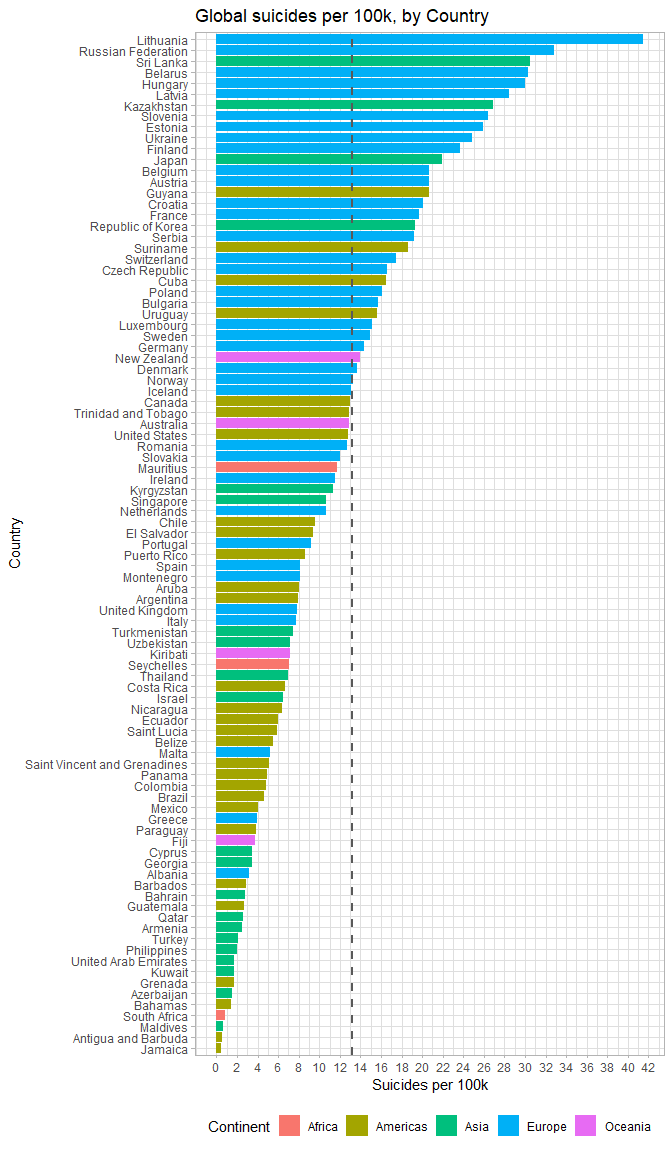 Global suicides per 100k, by Country
Country
Lithuania
Russian Federation
Sri Lanka
Belarus
Hungary
Latvia
Kazakhstan
Slovenia
Estonia
Ukraine
Finland
Japan
Belgium
Austria
Guyana
Croatia
France
Republic of Korea
Serbia
Suriname
Switzerland
Czech Republic
Cuba
Poland
Bulgaria
Uruguay
Luxembourg
Sweden
Germany
New Zealand
Denmark
Norway
Iceland
Canada
Trinidad and Tobago
Australia
United States
Romania
Slovakia
Mauritius
Ireland
Kyrgyzstan
Singapore
Netherlands
Chile
El Salvador
Portugal
Puerto Rico
Spain
Montenegro
Aruba
Argentina
United Kingdom
Italy
Turkmenistan
Uzbekistan
Kiribati
Seychelles
Thailand
Costa Rica
Israel
Nicaragua
Ecuador
Saint Lucia
Belize
Malta
Saint Vincent and Grenadines
Panama
Colombia
Brazil
Mexico
Greece
Paraguay
Fiji
Cyprus
Georgia
Albania
Barbados
Bahrain
Guatemala
Qatar
Armenia
Turkey
Philippines
United Arab Emirates
Kuwait
Grenada
Azerbaijan
Bahamas
South Africa
Maldives
Antigua and Barbuda
Jamaica
0 2 4 6 8 10 12 14 16 18 20 22 24 26 28 30 32 34 36 38 40 42
Suicides per 100k
Continent Africa Americas Asia Europe Oceania